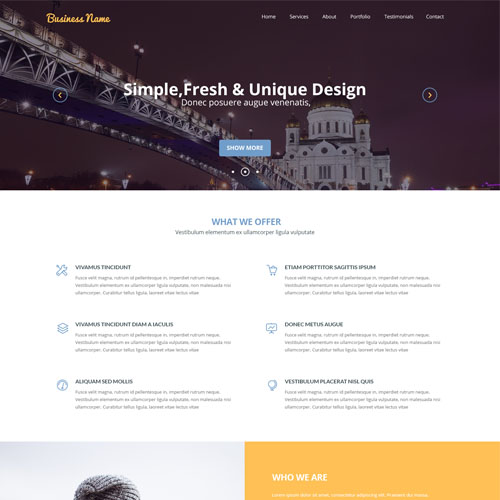 Business Name
Home Services About Portfolio Testimonials Contact
Simple,Fresh & Unique Design
Donec posuere augue venenatis,
SHOW MORE
WHAT WE OFFER
Vestibulum elementum ex ullamcorper ligula vulputate
VIVAMUS TINCIDUNT
Fusce velit magna, rutrum id pellentesque in, imperdiet rutrum neque.
Vestibulum elementum ex ullamcorper ligula vulputate, non malesuada nisi
ullamcorper. Curabitur tellus ligula, laoreet vitae lectus vitae
ETIAM PORTTITOR SAGITTIS IPSUM
Fusce velit magna, rutrum id pellentesque in, imperdiet rutrum neque.
Vestibulum elementum ex ullamcorper ligula vulputate, non malesuada nisi
ullamcorper. Curabitur tellus ligula, laoreet vitae lectus vitae
VIVAMUS TINCIDUNT DIAM A IACULIS
Fusce velit magna, rutrum id pellentesque in, imperdiet rutrum neque.
Vestibulum elementum ex ullamcorper ligula vulputate, non malesuada nisi
ullamcorper. Curabitur tellus ligula, laoreet vitae lectus vitae
DONEC METUS AUGUE
Fusce velit magna, rutrum id pellentesque in, imperdiet rutrum neque.
Vestibulum elementum ex ullamcorper ligula vulputate, non malesuada nisi
ullamcorper. Curabitur tellus ligula, laoreet vitae lectus vitae
ALIQUAM SED MOLLIS
Fusce velit magna, rutrum id pellentesque in, imperdiet rutrum neque.
Vestibulum elementum ex ullamcorper ligula vulputate, non malesuada nisi
ullamcorper. Curabitur tellus ligula, laoreet vitae lectus vitae
VESTIBULUM PLACERAT NISL QUIS
Fusce velit magna, rutrum id pellentesque in, imperdiet rutrum neque.
Vestibulum elementum ex ullamcorper ligula vulputate, non malesuada nisi
ullamcorper. Curabitur tellus ligula, laoreet vitae lectus vitae
WHO WE ARE
Lorem ipsum dolor sit amet, consectetur adipiscing elit.